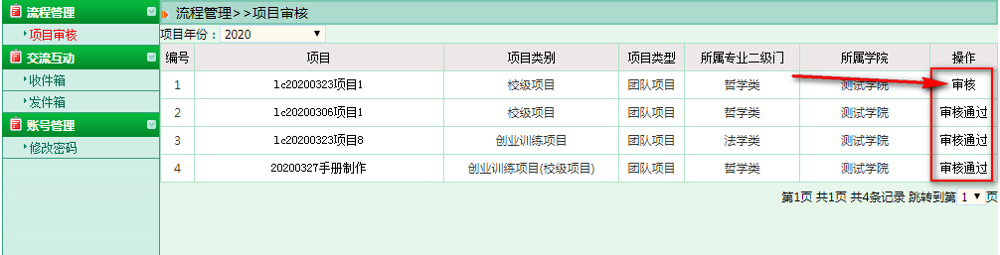 流程管理
项目审核
交流互动
收件箱
发件箱
账号管理
修改密码
流程管理>>项目审核
项目年份：2020
编号 项目 项目类别 项目类型 所属专业二级门 所属学院 操作
1 lc20200323项目1 校级项目 团队项目 哲学类 测试学院 审核
2 lc20200306项目1 校级项目 团队项目 哲学类 测试学院 审核通过
3 lc20200323项目8 创业训练项目 团队项目 法学类 测试学院 审核通过
4 20200327手册制作 创业训练项目(校级项目) 团队项目 哲学类 测试学院 审核通过
第1页 共1页 共4条记录 跳转到第 1 页